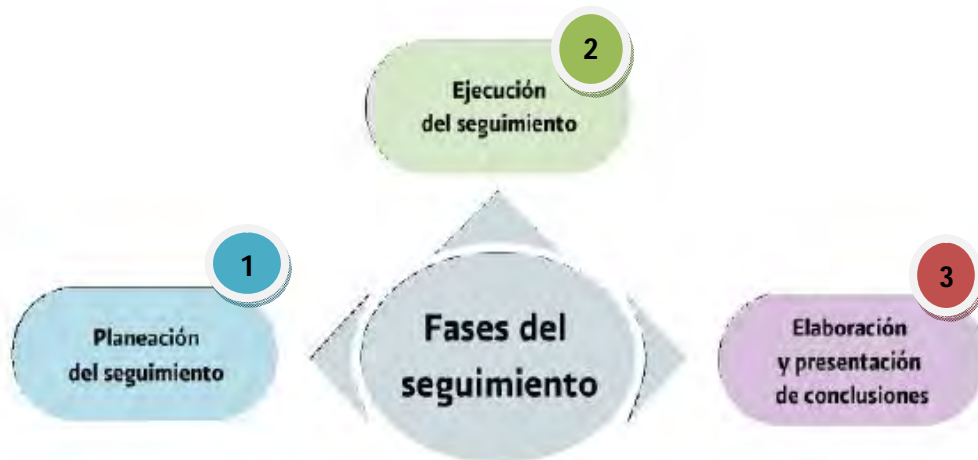 2
Ejecución
del seguimiento
1
Planeación
del seguimiento
Fases del
seguimiento
3
Elaboración
y presentación
de conclusiones